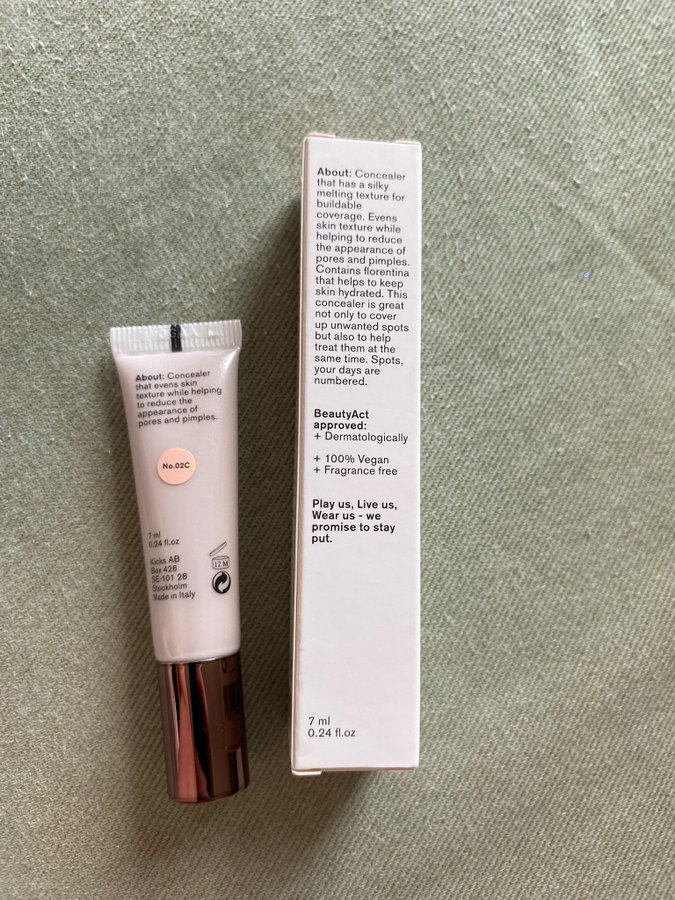 About: Concealer
that evens skin
texture while helping
to reduce the
appearance of
pores and pimples.
No.02C
7 ml
0.24 fl.oz
Kicks AB
Box 426
SE-101 28
Stockholm
Made in Italy
12 M
About: Concealer
that has a silky
melting texture for
buildable
coverage. Evens
skin texture while
helping to reduce
the appearance of
pores and pimples.
Contains florentina
that helps to keep
skin hydrated. This
concealer is great
not only to cover
up unwanted spots
but also to help
treat them at the
same time. Spots,
your days are
numbered.
BeautyAct
approved:
+ Dermatologically
+ 100% Vegan
+ Fragrance free
Play us, Live us,
Wear us - we
promise to stay
put.
7 ml
0.24 fl.oz